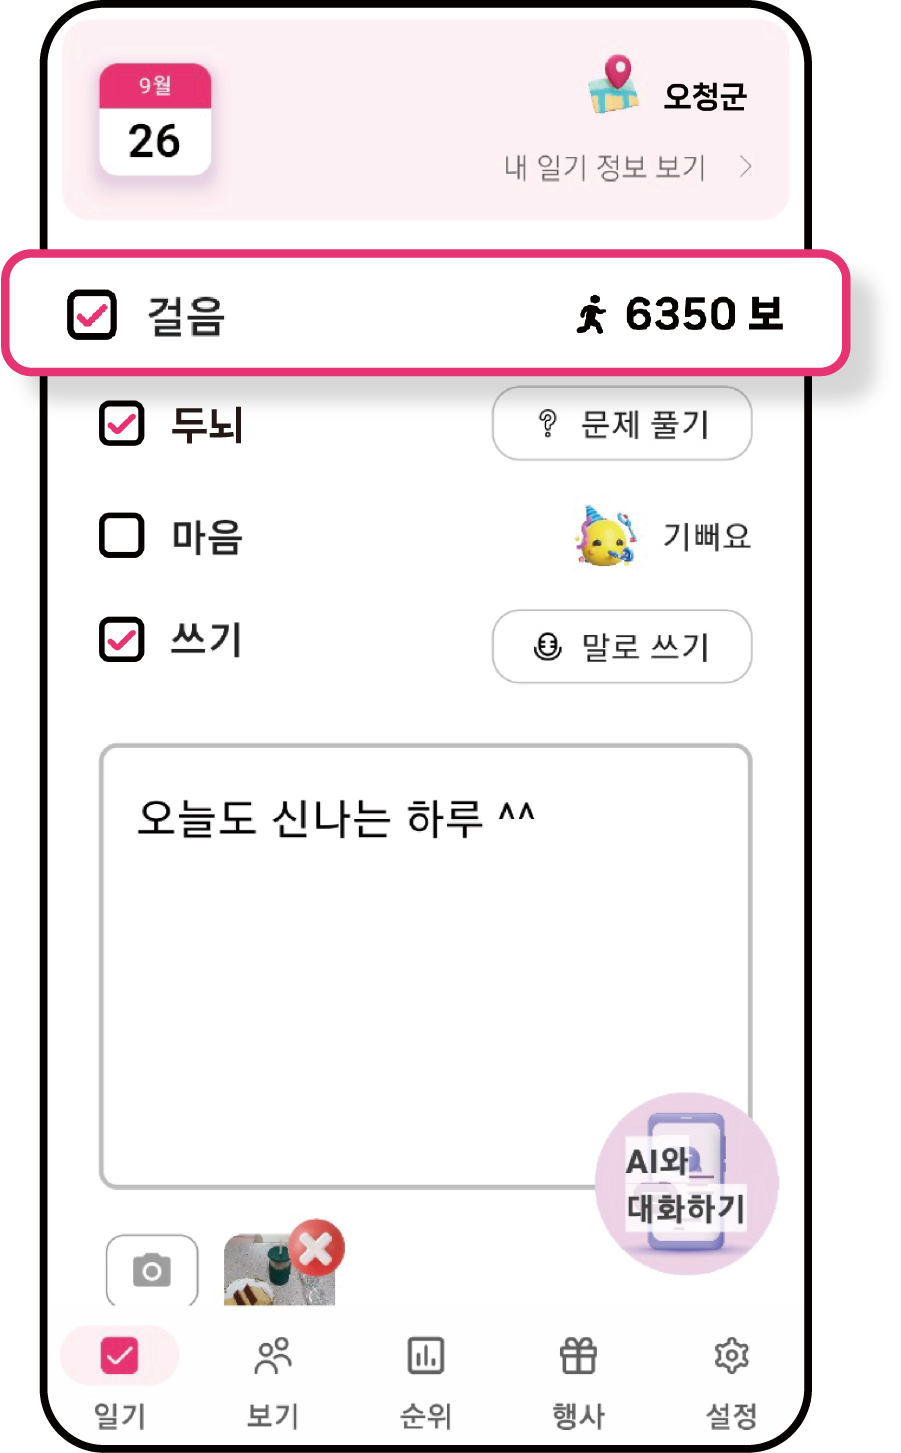 9월
26
오청군
내 일기 정보 보기
걸음
6350 보
두뇌
문제 풀기
마음
기뻐요
쓰기
말로 쓰기
오늘도 신나는 하루 ^^
AI와
대화하기
일기
보기
순위
행사
설정